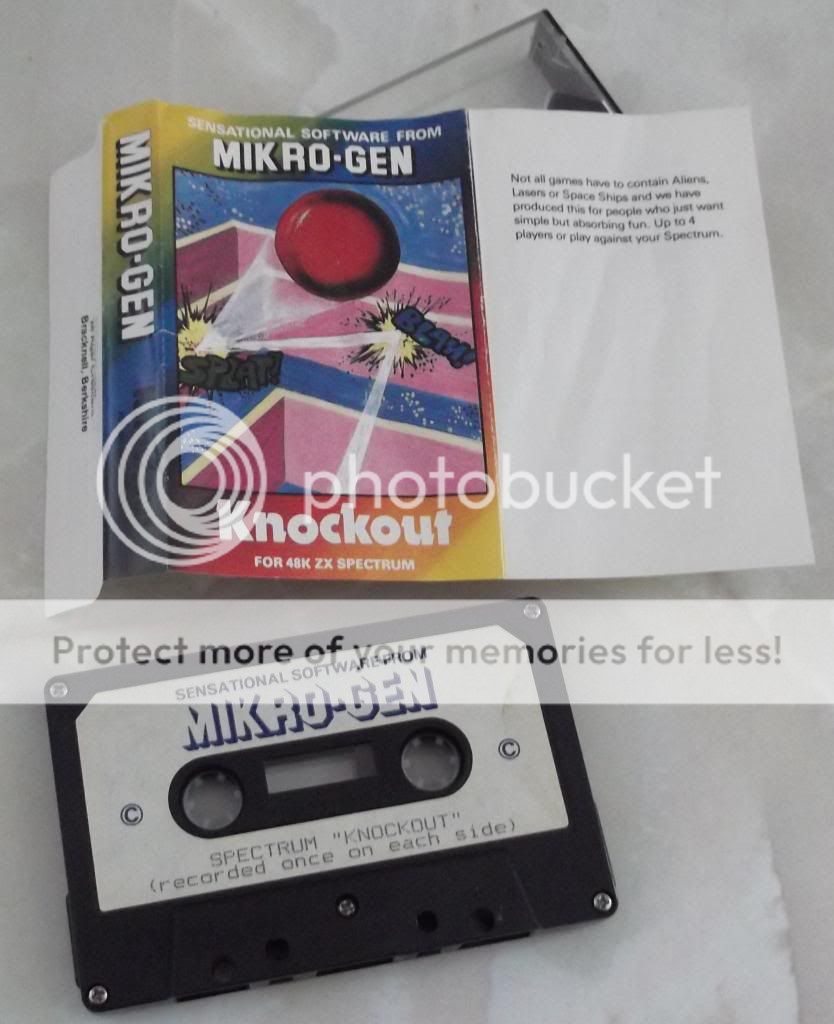 SENSATIONAL SOFTWARE FROM
MIKRO-GEN
SPLAT!
BLAM!
Knockout
FOR 48K ZX SPECTRUM
MIKRO-GEN
Bracknell, Berkshire
Not all games have to contain Aliens,
Lasers or Space Ships and we have
produced this for people who just want
simple but absorbing fun. Up to 4
players or play against your Spectrum.
photobucket
Protect more of your memories for less!
SENSATIONAL SOFTWARE FROM
MIKRO-GEN
© ©
SPECTRUM "KNOCKOUT"
(recorded once on each side)